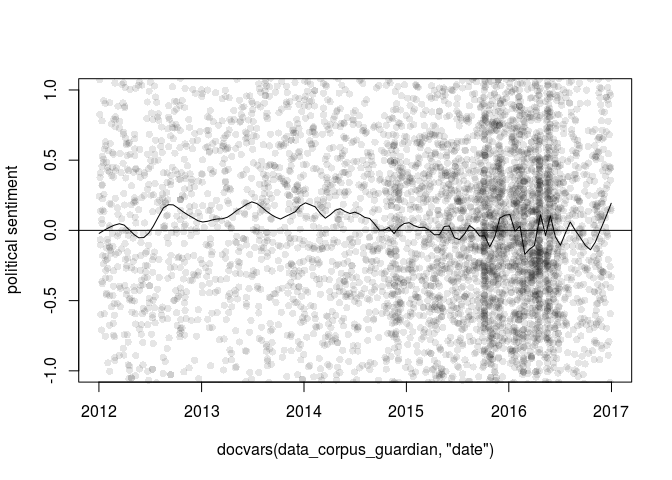 political sentiment
1.0
0.5
0.0
-0.5
-1.0
2012 2013 2014 2015 2016 2017
docvars(data_corpus_guardian, "date")